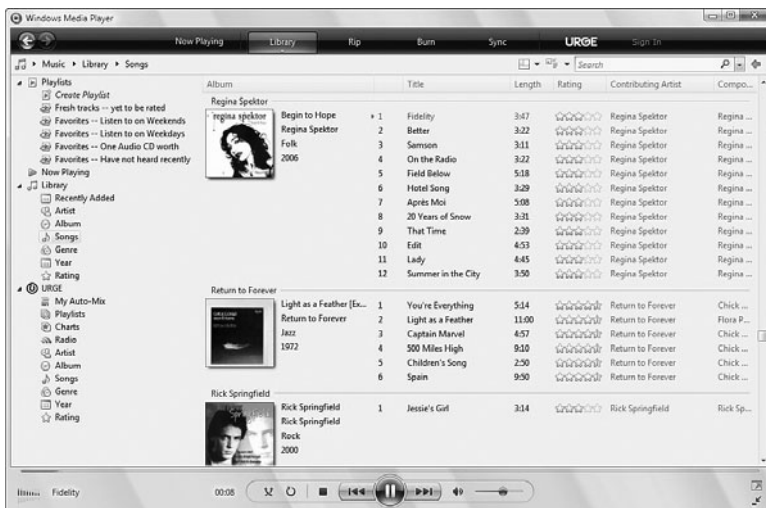 Windows Media Player
Now Playing Library Rip Burn Sync URGE Sign In
Music Library Songs Search
Playlists
Create Playlist
Fresh tracks -- yet to be rated
Favorites -- Listen to on Weekends
Favorites -- Listen to on Weekdays
Favorites -- One Audio CD worth
Favorites -- Have not heard recently
Now Playing
Library
Recently Added
Artist
Album
Songs
Genre
Year
Rating
URGE
My Auto-Mix
Playlists
Charts
Radio
Artist
Album
Songs
Genre
Year
Rating
Album Title Length Rating Contributing Artist Compo...
Regina Spektor
regina spektor
Begin to Hope 1 Fidelity 3:47 Regina Spektor Regina ...
Regina Spektor 2 Better 3:22 Regina Spektor Regina ...
Folk 3 Samson 3:11 Regina Spektor Regina ...
2006 4 On the Radio 3:22 Regina Spektor Regina ...
5 Field Below 5:18 Regina Spektor Regina ...
6 Hotel Song 3:29 Regina Spektor Regina ...
7 Après Moi 5:08 Regina Spektor Regina ...
8 20 Years of Snow 3:31 Regina Spektor Regina ...
9 That Time 2:39 Regina Spektor Regina ...
10 Edit 4:53 Regina Spektor Regina ...
11 Lady 4:45 Regina Spektor Regina ...
12 Summer in the City 3:50 Regina Spektor Regina ...
Return to Forever
Light as a Feather [Ex... 1 You're Everything 5:14 Return to Forever Chick ...
Return to Forever 2 Light as a Feather 11:00 Return to Forever Flora P...
Jazz 3 Captain Marvel 4:57 Return to Forever Chick ...
1972 4 500 Miles High 9:10 Return to Forever Chick ...
5 Children's Song 2:50 Return to Forever Chick ...
6 Spain 9:50 Return to Forever Chick ...
Rick Springfield
Rick Springfield 1 Jessie's Girl 3:14 Rick Springfield Rick Sp...
Rick Springfield
Rock
2000
Fidelity 00:08